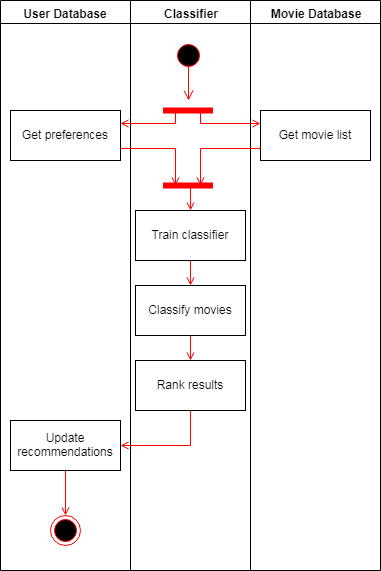 User Database
Classifier
Movie Database
Get preferences
Get movie list
Train classifier
Classify movies
Rank results
Update
recommendations